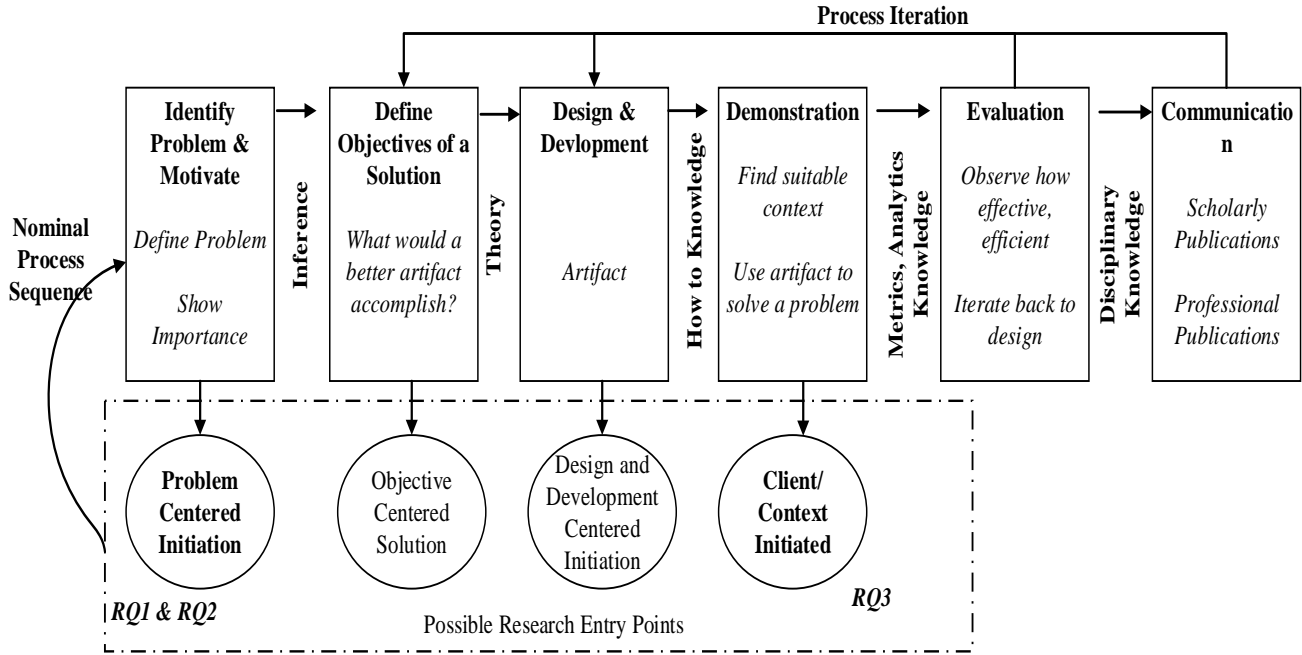 Process Iteration
Identify
Problem &
Motivate
Define Problem
Show
Importance
Inference
Define
Objectives of a
Solution
What would a
better artifact
accomplish?
Theory
Design &
Devlopment
Artifact
How to Knowledge
Demonstration
Find suitable
context
Use artifact to
solve a problem
Metrics, Analytics
Knowledge
Evaluation
Observe how
effective,
efficient
Iterate back to
design
Disciplinary
Knowledge
Communicatio
n
Scholarly
Publications
Professional
Publications
Nominal
Process
Sequence
Problem
Centered
Initiation
Objective
Centered
Solution
Design and
Development
Centered
Initiation
Client/
Context
Initiated
RQ1 & RQ2
RQ3
Possible Research Entry Points